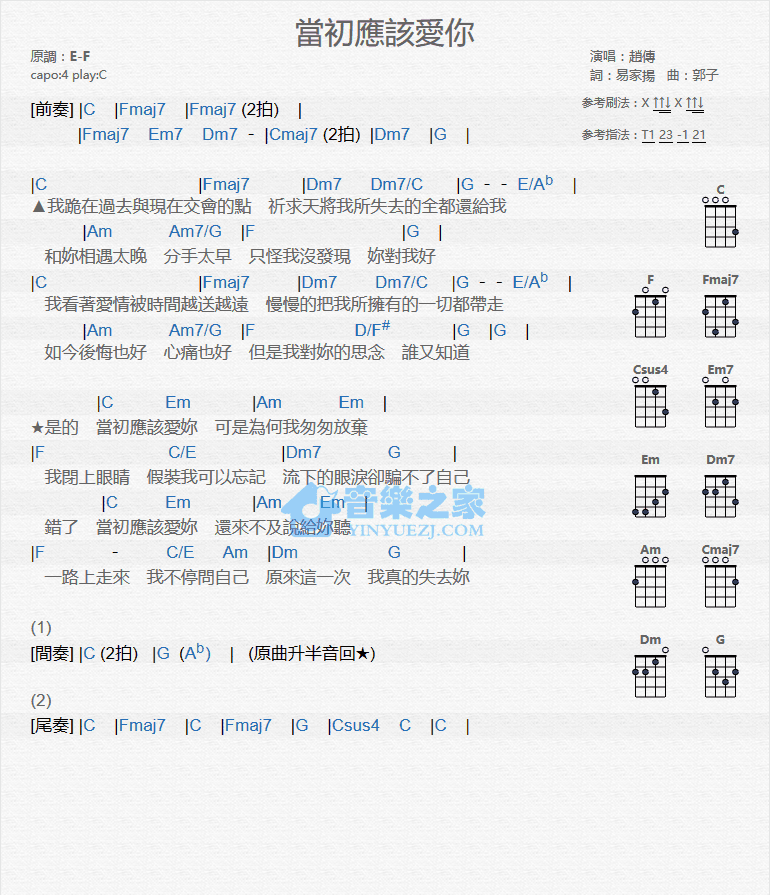 當初應該愛你
原調：E-F
capo:4 play:C
演唱：趙傳
詞：易家揚　曲：郭子
参考刷法：X ↑↑↓ X ↑↑↓
参考指法：T1 23 -1 21
[前奏] |C |Fmaj7 |Fmaj7 (2拍) |
|Fmaj7 Em7 Dm7 - |Cmaj7 (2拍) |Dm7 |G |
|C |Fmaj7 |Dm7 Dm7/C |G - - E/Ab |
▲我跪在過去與現在交會的點　祈求天將我所失去的全都還給我
|Am Am7/G |F |G |
和妳相遇太晚　分手太早　只怪我沒發現　妳對我好
|C |Fmaj7 |Dm7 Dm7/C |G - - E/Ab |
我看著愛情被時間越送越遠　慢慢的把我所擁有的一切都帶走
|Am Am7/G |F D/F# |G |G |
如今後悔也好　心痛也好　但是我對妳的思念　誰又知道
|C Em |Am Em |
★是的　當初應該愛妳　可是為何我匆匆放棄
|F C/E |Dm7 G |
我閉上眼睛　假裝我可以忘記　流下的眼淚卻騙不了自己
|C Em |Am Em |
錯了　當初應該愛妳　還來不及說給妳聽
|F - C/E Am |Dm G |
一路上走來　我不停問自己　原來這一次　我真的失去妳
(1)
[間奏] |C (2拍) |G (Ab) | (原曲升半音回★)
(2)
[尾奏] |C |Fmaj7 |C |Fmaj7 |G |Csus4 C |C |
C
F Fmaj7
Csus4 Em7
Em Dm7
Am Cmaj7
Dm G
音樂之家
YINYUEZJ.COM